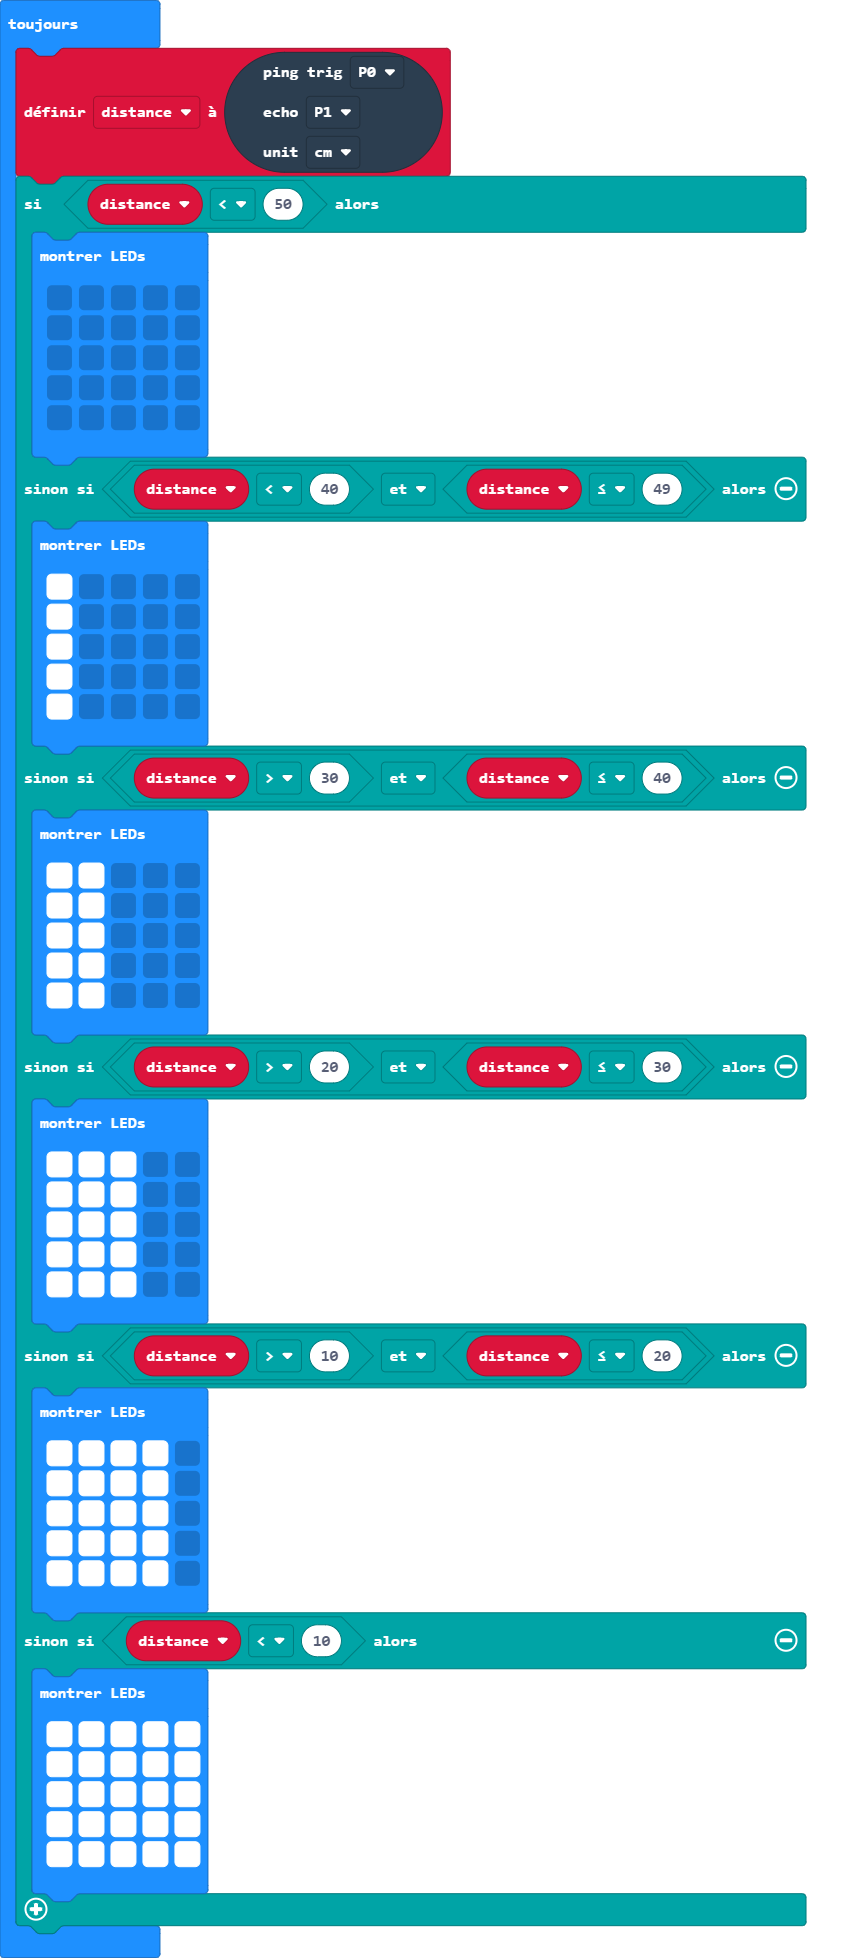 toujours
ping trig P0
définir distance à echo P1
unit cm
si distance < 50 alors
montrer LEDs
sinon si distance < 40 et distance ≤ 49 alors
montrer LEDs
sinon si distance > 30 et distance ≤ 40 alors
montrer LEDs
sinon si distance > 20 et distance ≤ 30 alors
montrer LEDs
sinon si distance > 10 et distance ≤ 20 alors
montrer LEDs
sinon si distance < 10 alors
montrer LEDs